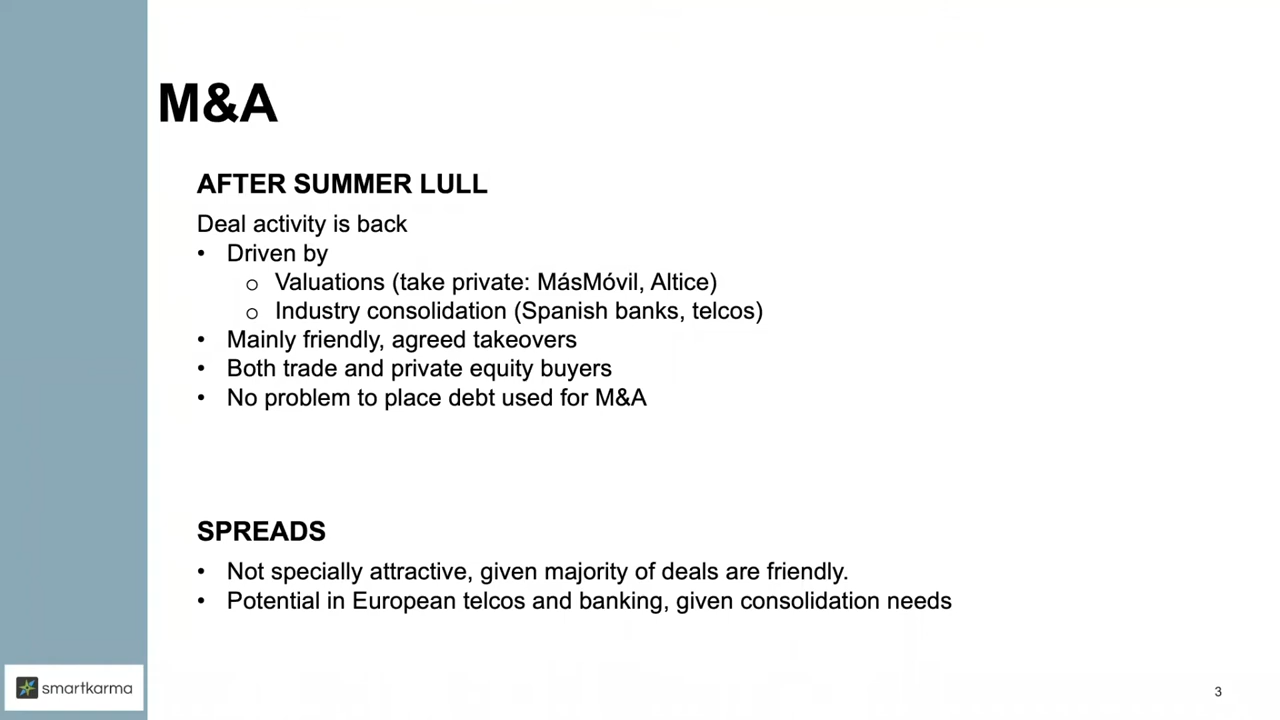 M&A
AFTER SUMMER LULL
Deal activity is back
• Driven by
o Valuations (take private: MásMóvil, Altice)
o Industry consolidation (Spanish banks, telcos)
• Mainly friendly, agreed takeovers
• Both trade and private equity buyers
• No problem to place debt used for M&A
SPREADS
• Not specially attractive, given majority of deals are friendly.
• Potential in European telcos and banking, given consolidation needs
smartkarma
3